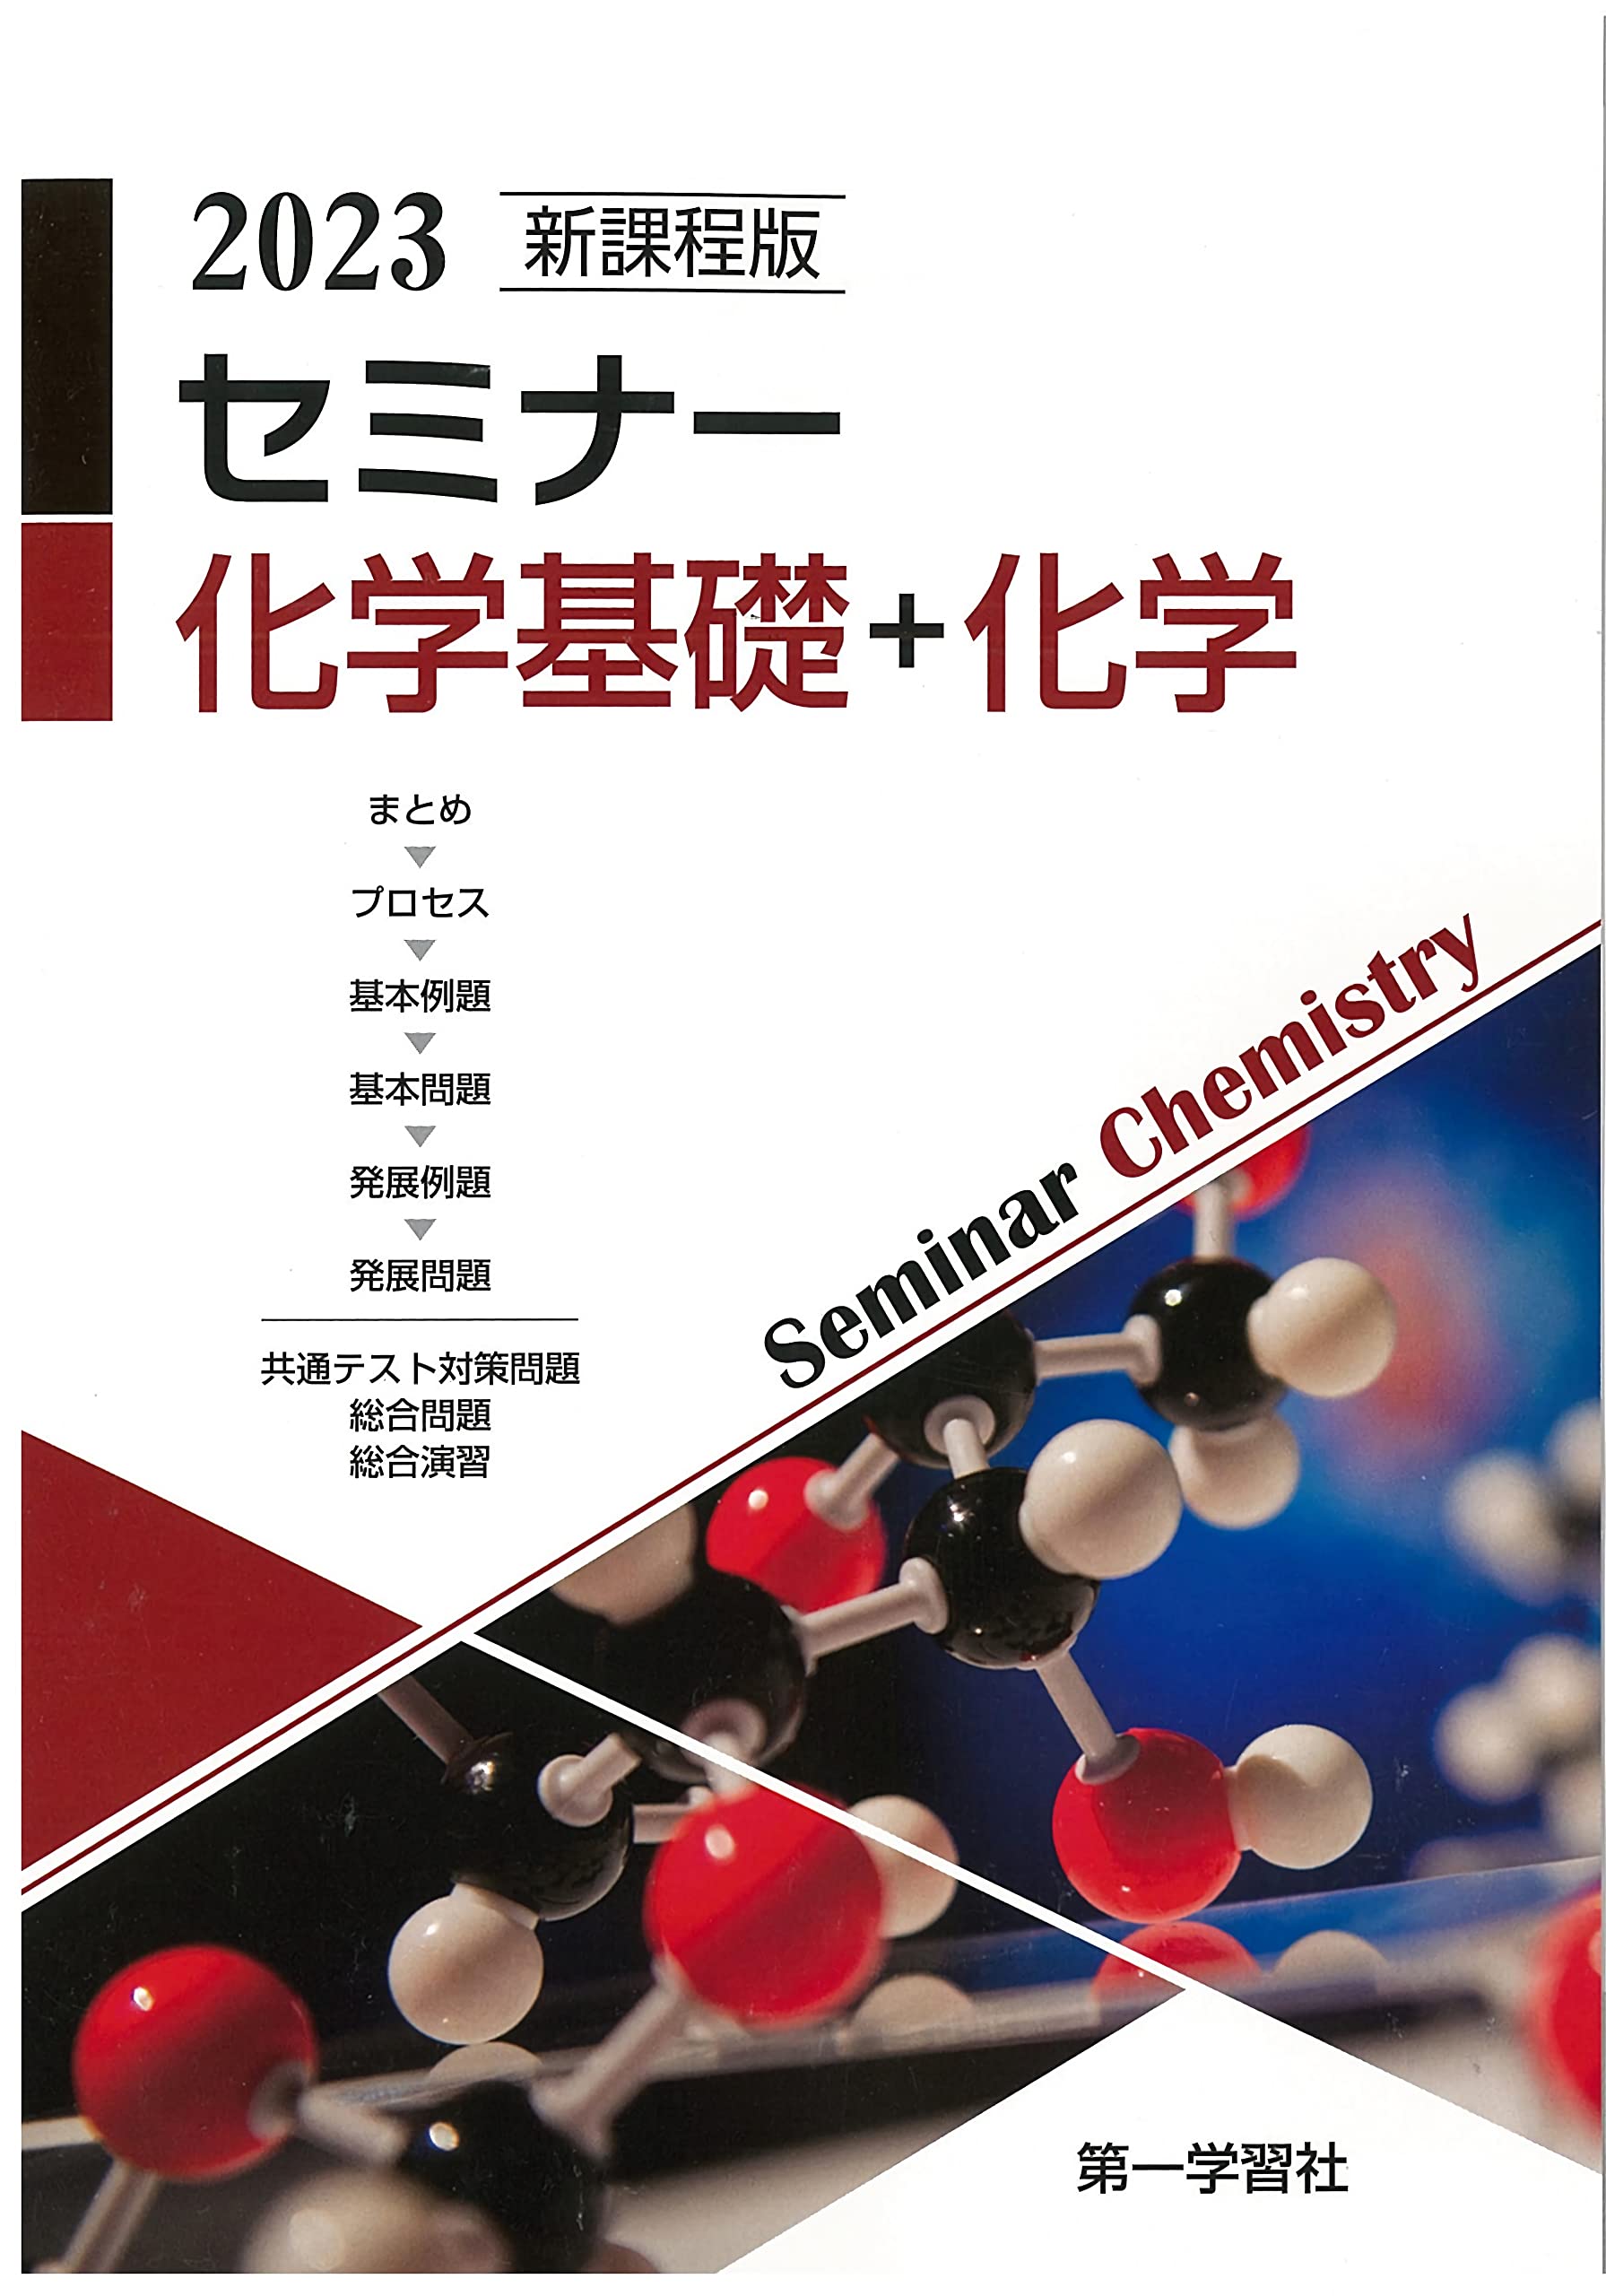 2023 新課程版
セミナー
化学基礎+化学
まとめ
プロセス
基本例題
基本問題
発展例題
発展問題
共通テスト対策問題
総合問題
総合演習
Seminar Chemistry
第一学習社